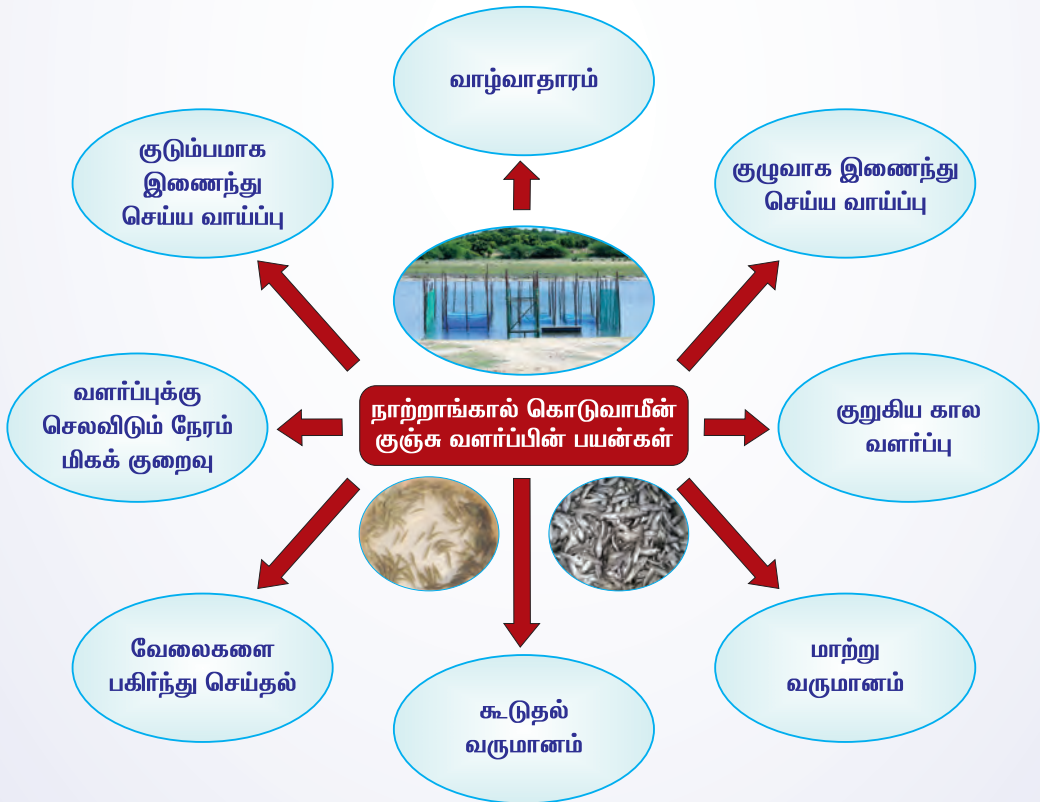 வாழ்வாதாரம்
குடும்பமாக
இணைந்து
செய்ய வாய்ப்பு
குழுவாக இணைந்து
செய்ய வாய்ப்பு
நாற்றாங்கால் கொடுவாமீன்
குஞ்சு வளர்ப்பின் பயன்கள்
வளர்ப்புக்கு
செலவிடும் நேரம்
மிகக் குறைவு
குறுகிய கால
வளர்ப்பு
வேலைகளை
பகிர்ந்து செய்தல்
கூடுதல்
வருமானம்
மாற்று
வருமானம்